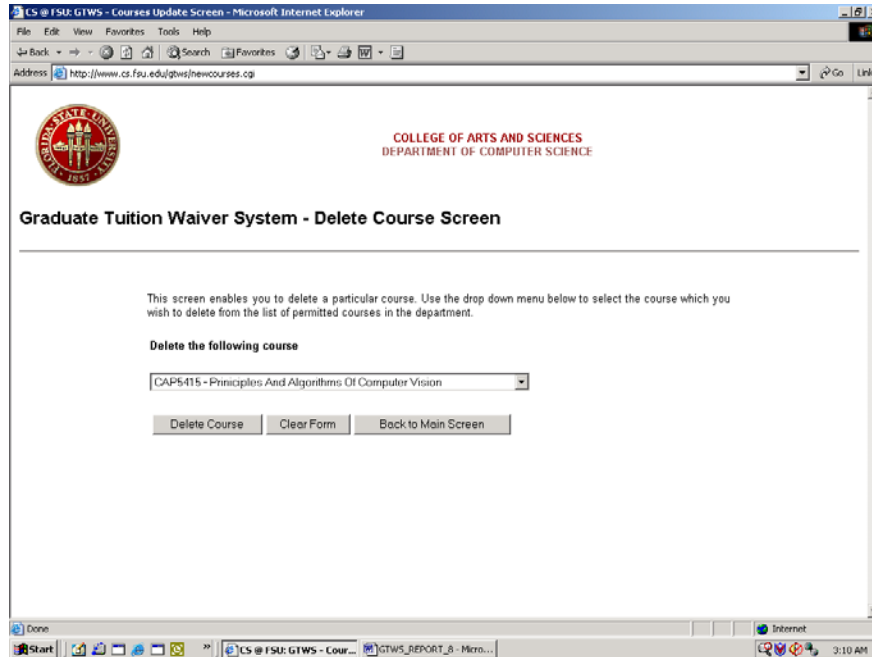 CS @ FSU: GTWS - Courses Update Screen - Microsoft Internet Explorer
File Edit View Favorites Tools Help
Back Search Favorites
Address http://www.cs.fsu.edu/gtws/newcourses.cgi Go
STATE UNIVERSITY
FLORIDA
1857
COLLEGE OF ARTS AND SCIENCES
DEPARTMENT OF COMPUTER SCIENCE
Graduate Tuition Waiver System - Delete Course Screen
This screen enables you to delete a particular course. Use the drop down menu below to select the course which you
wish to delete from the list of permitted courses in the department.
Delete the following course
CAP5415 - Priniciples And Algorithms Of Computer Vision
Delete Course Clear Form Back to Main Screen
Done Internet
Start » CS @ FSU: GTWS - Cour... GTWS_REPORT_8 - Micro... 3:10 AM